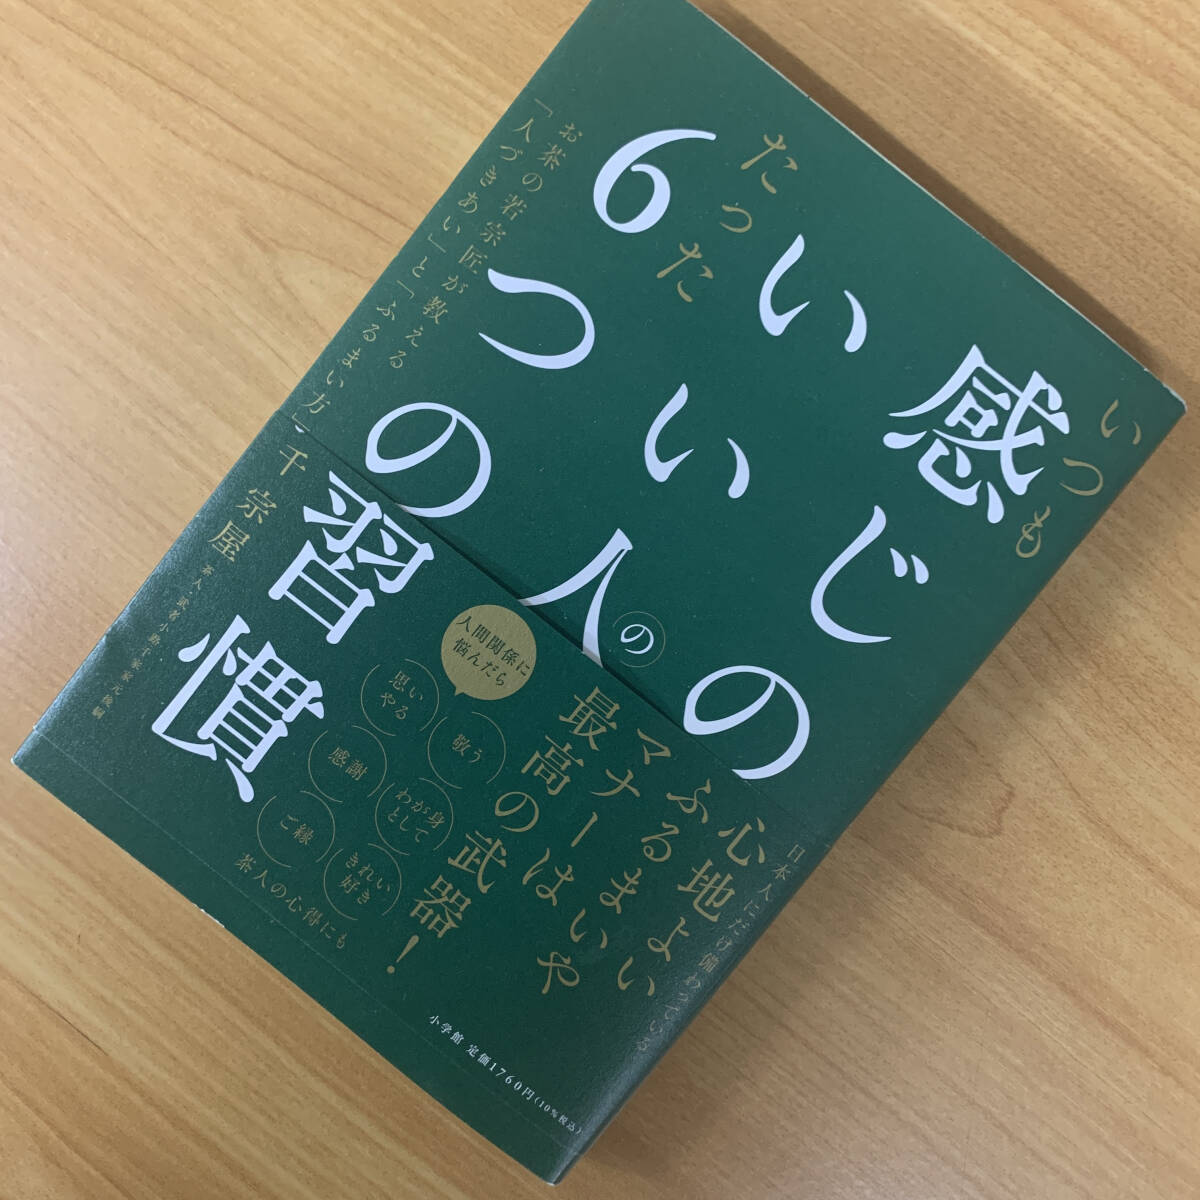 いつも
感じの
いい人の
たった
6つの習慣
お茶の若宗匠が教える
「人づきあい」と「ふるまい方」
千 宗屋
茶人・武者小路千家家元後嗣
日本人にだけ備わっている
心地よい
ふるまいや
マナーは
最高の武器!
人間関係に
悩んだら
敬う
思い
やる
わが身
として
感謝
きれい
好き
ご縁
茶人の心得にも
小学館 定価1760円(10%税込)
の